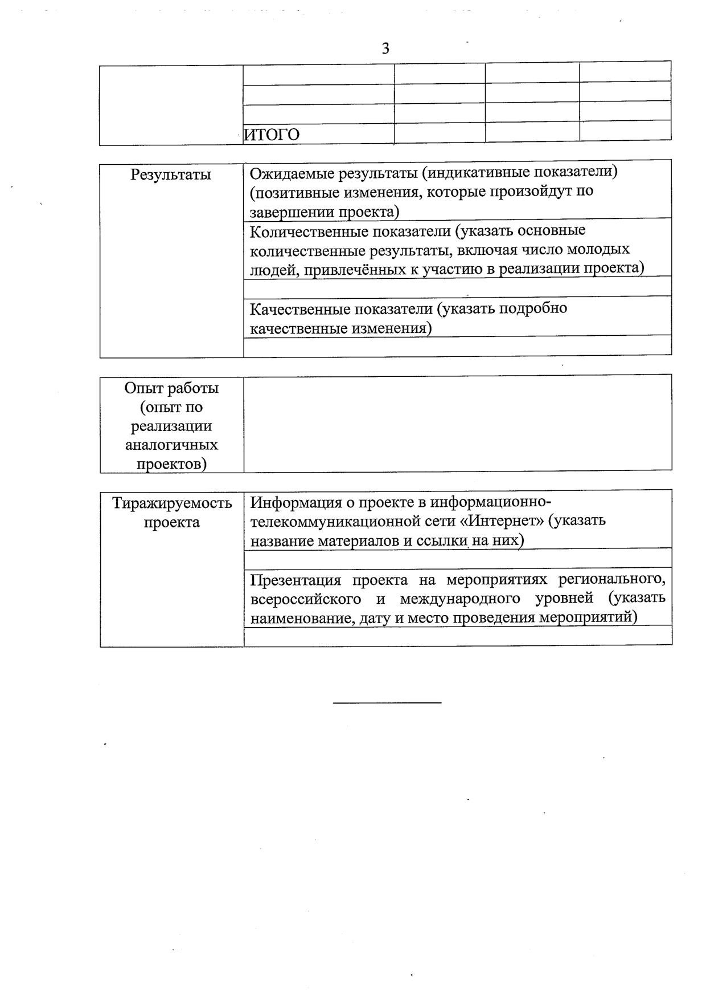 3
ИТОГО
Результаты
Ожидаемые результаты (индикативные показатели)
(позитивные изменения, которые произойдут по
завершении проекта)
Количественные показатели (указать основные
количественные результаты, включая число молодых
людей, привлечённых к участию в реализации проекта)
Качественные показатели (указать подробно
качественные изменения)
Опыт работы
(опыт по
реализации
аналогичных
проектов)
Тиражируемость
проекта
Информация о проекте в информационно-
телекоммуникационной сети «Интернет» (указать
название материалов и ссылки на них)
Презентация проекта на мероприятиях регионального,
всероссийского и международного уровней (указать
наименование, дату и место проведения мероприятий)